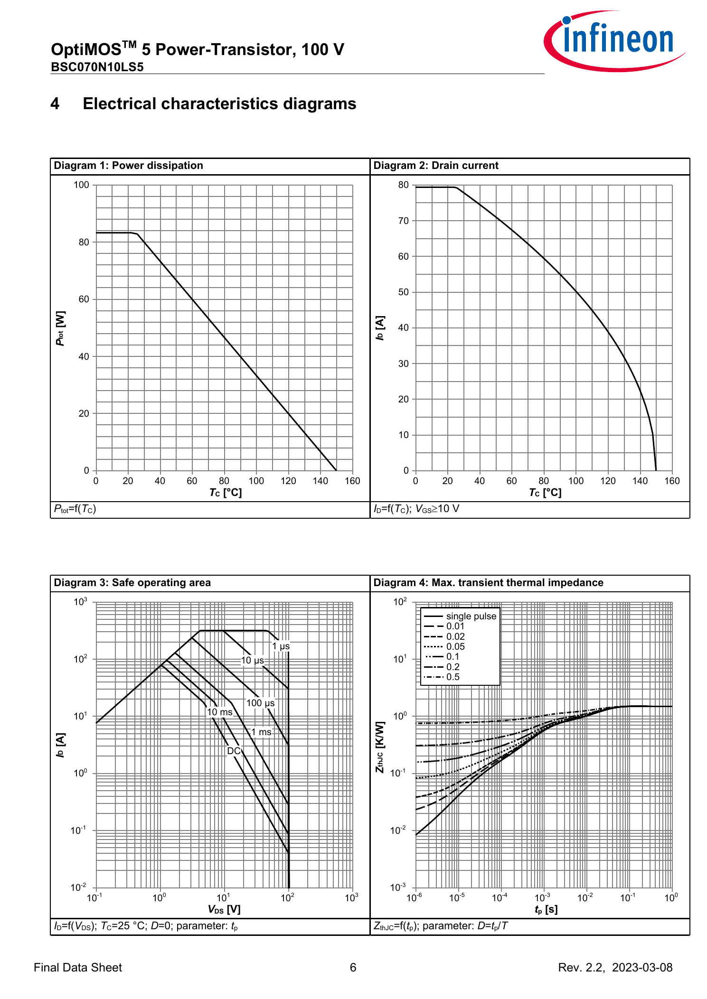 infineon
OptiMOS™ 5 Power-Transistor, 100 V
BSC070N10LS5
4 Electrical characteristics diagrams
Diagram 1: Power dissipation
100
80
60
40
20
0
Ptot [W]
0 20 40 60 80 100 120 140 160
TC [°C]
Ptot=f(TC)
Diagram 2: Drain current
80
70
60
50
40
30
20
10
0
ID [A]
0 20 40 60 80 100 120 140 160
TC [°C]
ID=f(TC); VGS≥10 V
Diagram 3: Safe operating area
10³
10²
10¹
10⁰
10⁻¹
10⁻²
ID [A]
1 µs
10 µs
100 µs
10 ms
1 ms
DC
10⁻¹ 10⁰ 10¹ 10² 10³
VDS [V]
ID=f(VDS); TC=25 °C; D=0; parameter: tp
Diagram 4: Max. transient thermal impedance
10²
10¹
10⁰
10⁻¹
10⁻²
10⁻³
ZthJC [K/W]
single pulse
0.01
0.02
0.05
0.1
0.2
0.5
10⁻⁶ 10⁻⁵ 10⁻⁴ 10⁻³ 10⁻² 10⁻¹ 10⁰
tp [s]
ZthJC=f(tp); parameter: D=tp/T
Final Data Sheet 6 Rev. 2.2, 2023-03-08